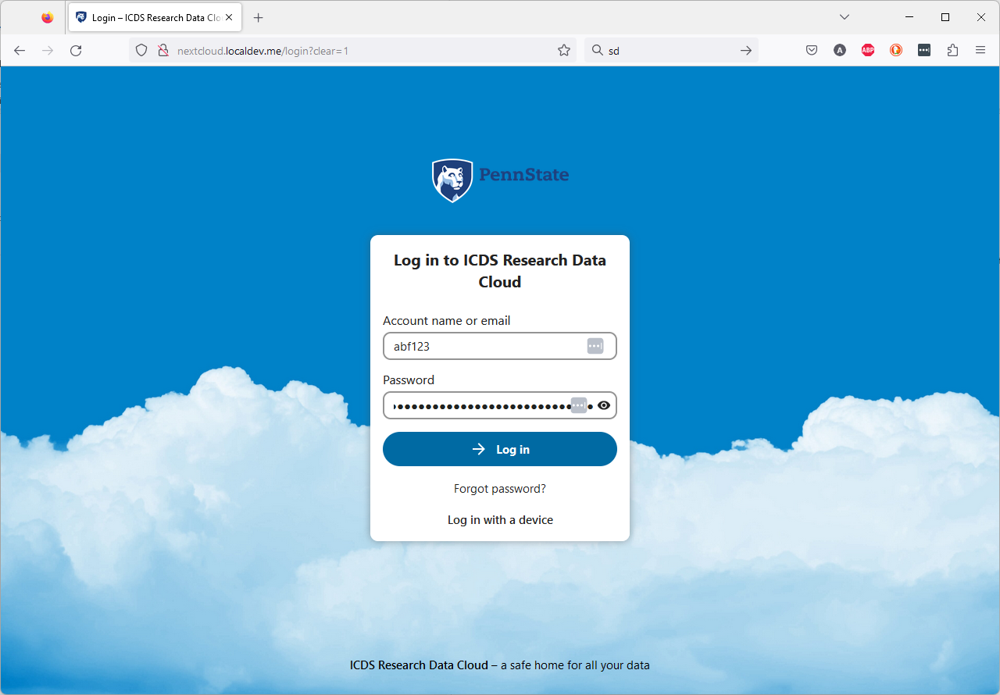 Login – ICDS Research Data Clo
nextcloud.localdev.me/login?clear=1
sd
A
ABP
PennState
Log in to ICDS Research Data
Cloud
Account name or email
abf123
Password
Log in
Forgot password?
Log in with a device
ICDS Research Data Cloud – a safe home for all your data